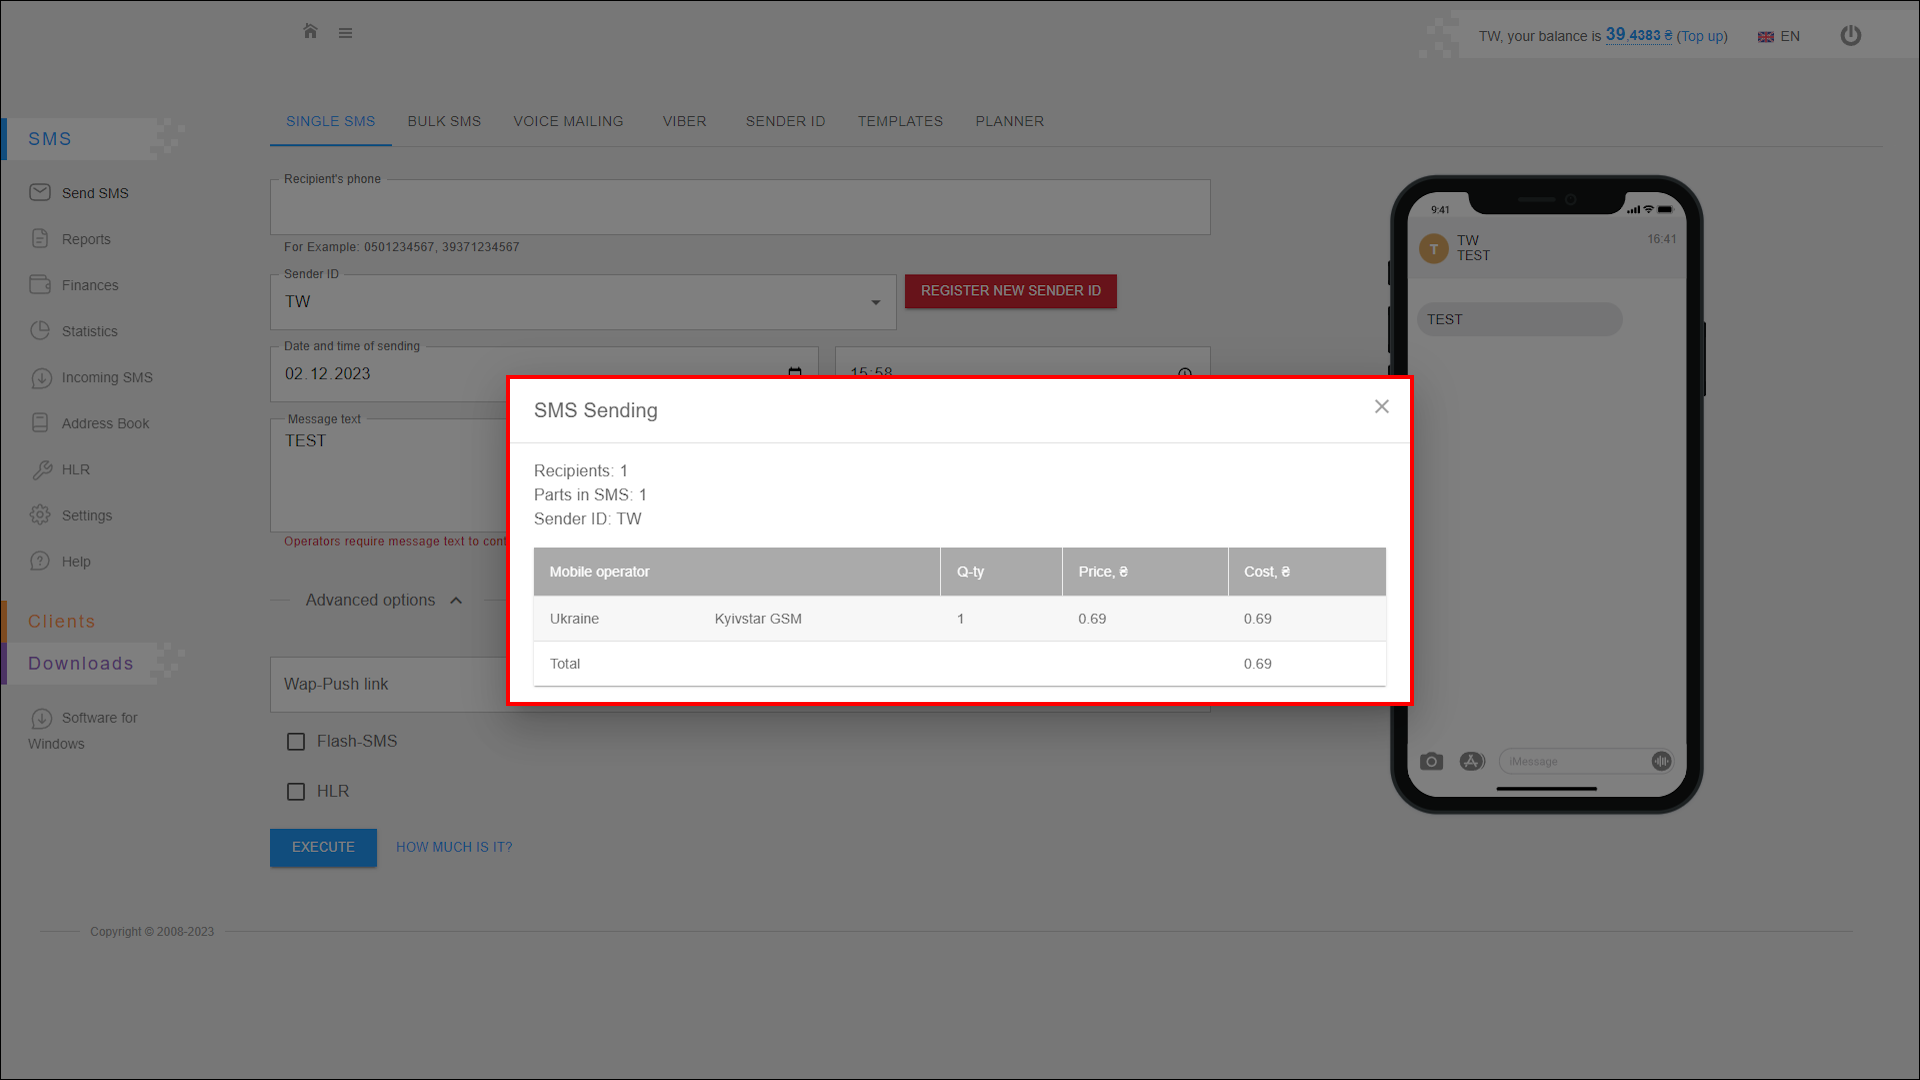 TW, your balance is 39.4383 ₴ (Top up)
EN
SMS
Send SMS
Reports
Finances
Statistics
Incoming SMS
Address Book
HLR
Settings
Help
Clients
Downloads
Software for
Windows
SINGLE SMS
BULK SMS
VOICE MAILING
VIBER
SENDER ID
TEMPLATES
PLANNER
Recipient's phone
For Example: 0501234567, 39371234567
Sender ID
TW
REGISTER NEW SENDER ID
Date and time of sending
02.12.2023
15:58
Message text
TEST
Operators require message text to cont
Advanced options
Wap-Push link
Flash-SMS
HLR
EXECUTE
HOW MUCH IS IT?
SMS Sending
Recipients: 1
Parts in SMS: 1
Sender ID: TW
Mobile operator Q-ty Price, ₴ Cost, ₴
Ukraine Kyivstar GSM 1 0.69 0.69
Total 0.69
9:41
T
TW
TEST
16:41
TEST
iMessage
Copyright © 2008-2023